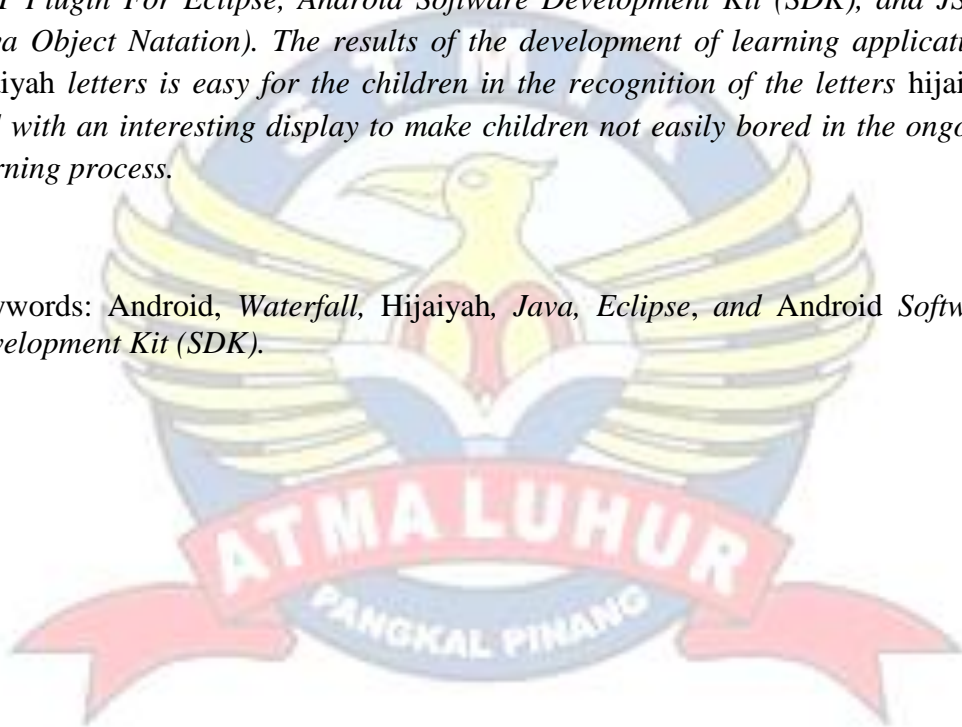 T Plugin For Eclipse, Android Software Development Kit (SDK), and JS
va Object Natation). The results of the development of learning applicati
iyah letters is easy for the children in the recognition of the letters hijai
with an interesting display to make children not easily bored in the ongo
rning process.
ywords: Android, Waterfall, Hijaiyah, Java, Eclipse, and Android Softw
velopment Kit (SDK).
STMIK
ATMA LUHUR
PANGKAL PINANG